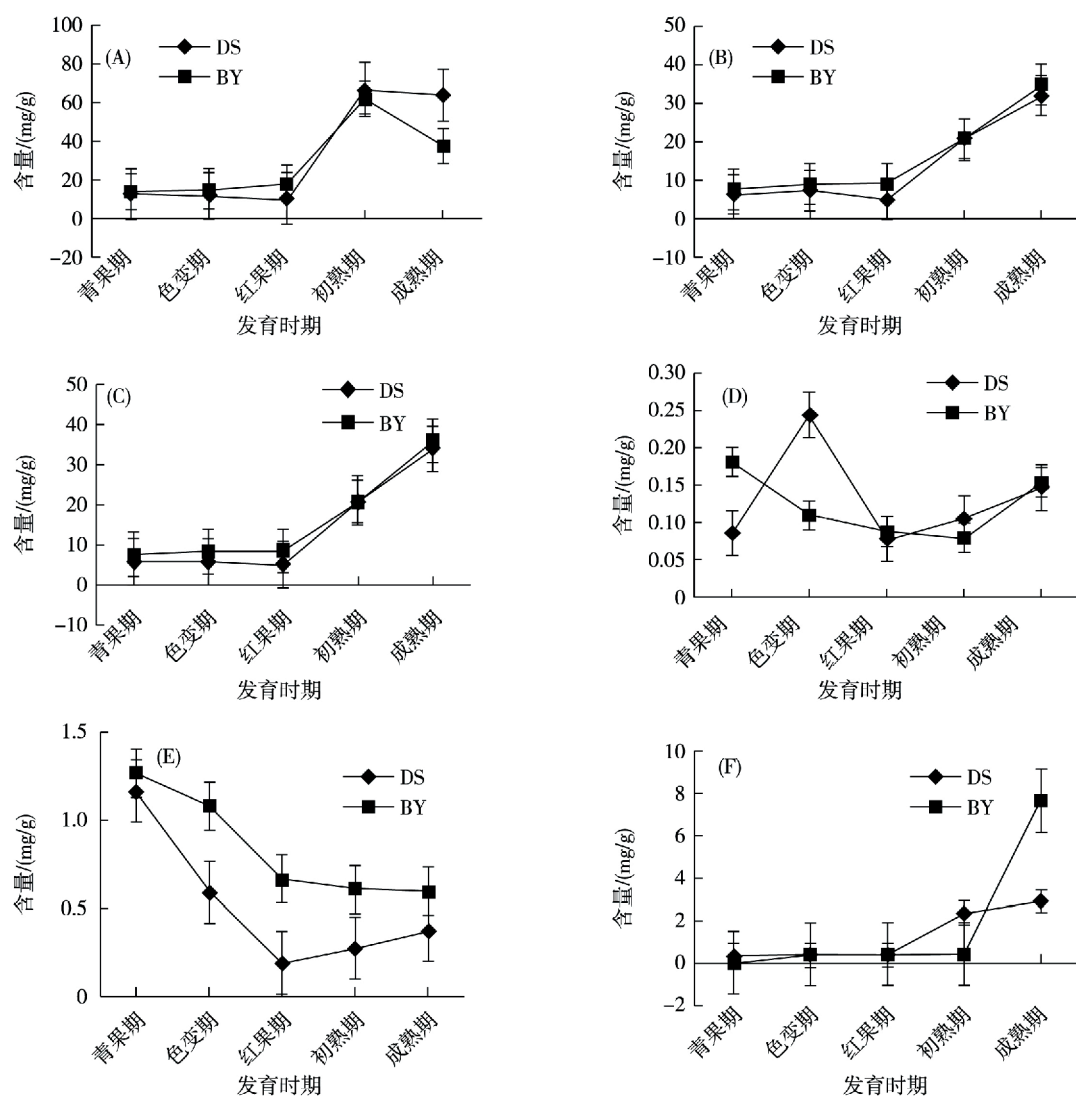 (A)
DS
BY
含量/(mg/g)
100
80
60
40
20
0
−20
青果期
色变期
红果期
初熟期
成熟期
发育时期
(B)
DS
BY
含量/(mg/g)
50
40
30
20
10
0
−10
青果期
色变期
红果期
初熟期
成熟期
发育时期
(C)
DS
BY
含量/(mg/g)
50
40
30
20
10
0
−10
青果期
色变期
红果期
初熟期
成熟期
发育时期
(D)
DS
BY
含量/(mg/g)
0.30
0.25
0.20
0.15
0.10
0.05
0
青果期
色变期
红果期
初熟期
成熟期
发育时期
(E)
DS
BY
含量/(mg/g)
1.5
1.0
0.5
0
青果期
色变期
红果期
初熟期
成熟期
发育时期
(F)
DS
BY
含量/(mg/g)
10
8
6
4
2
0
−2
青果期
色变期
红果期
初熟期
成熟期
发育时期